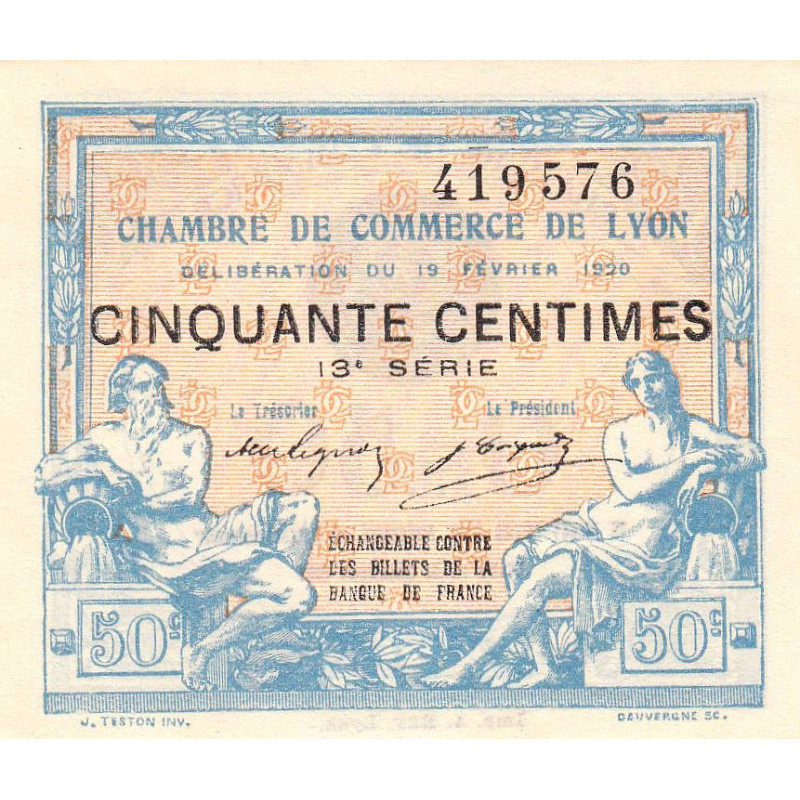 419576
CHAMBRE DE COMMERCE DE LYON
DÉLIBÉRATION DU 19 FÉVRIER 1920
CINQUANTE CENTIMES
13e SÉRIE
Le Trésorier Le Président
ÉCHANGEABLE CONTRE
DES BILLETS DE LA
BANQUE DE FRANCE
50c 50c
J. TESTON INV. DAUVERGNE SC.